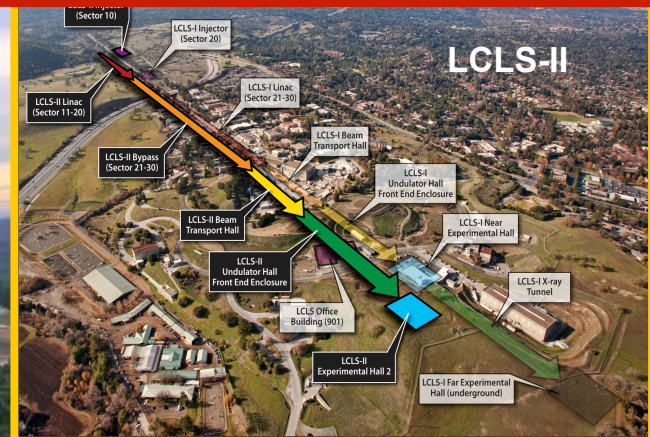 LCLS-II Injector
(Sector 10)
LCLS-I Injector
(Sector 20)
LCLS-II
LCLS-II Linac
(Sector 11-20)
LCLS-I Linac
(Sector 21-30)
LCLS-I Beam
Transport Hall
LCLS-II Bypass
(Sector 21-30)
LCLS-I
Undulator Hall
Front End Enclosure
LCLS-II Beam
Transport Hall
LCLS-I Near
Experimental Hall
LCLS-II
Undulator Hall
Front End Enclosure
LCLS-I X-ray
Tunnel
LCLS Office
Building (901)
LCLS-II
Experimental Hall 2
LCLS-I Far Experimental
Hall (underground)